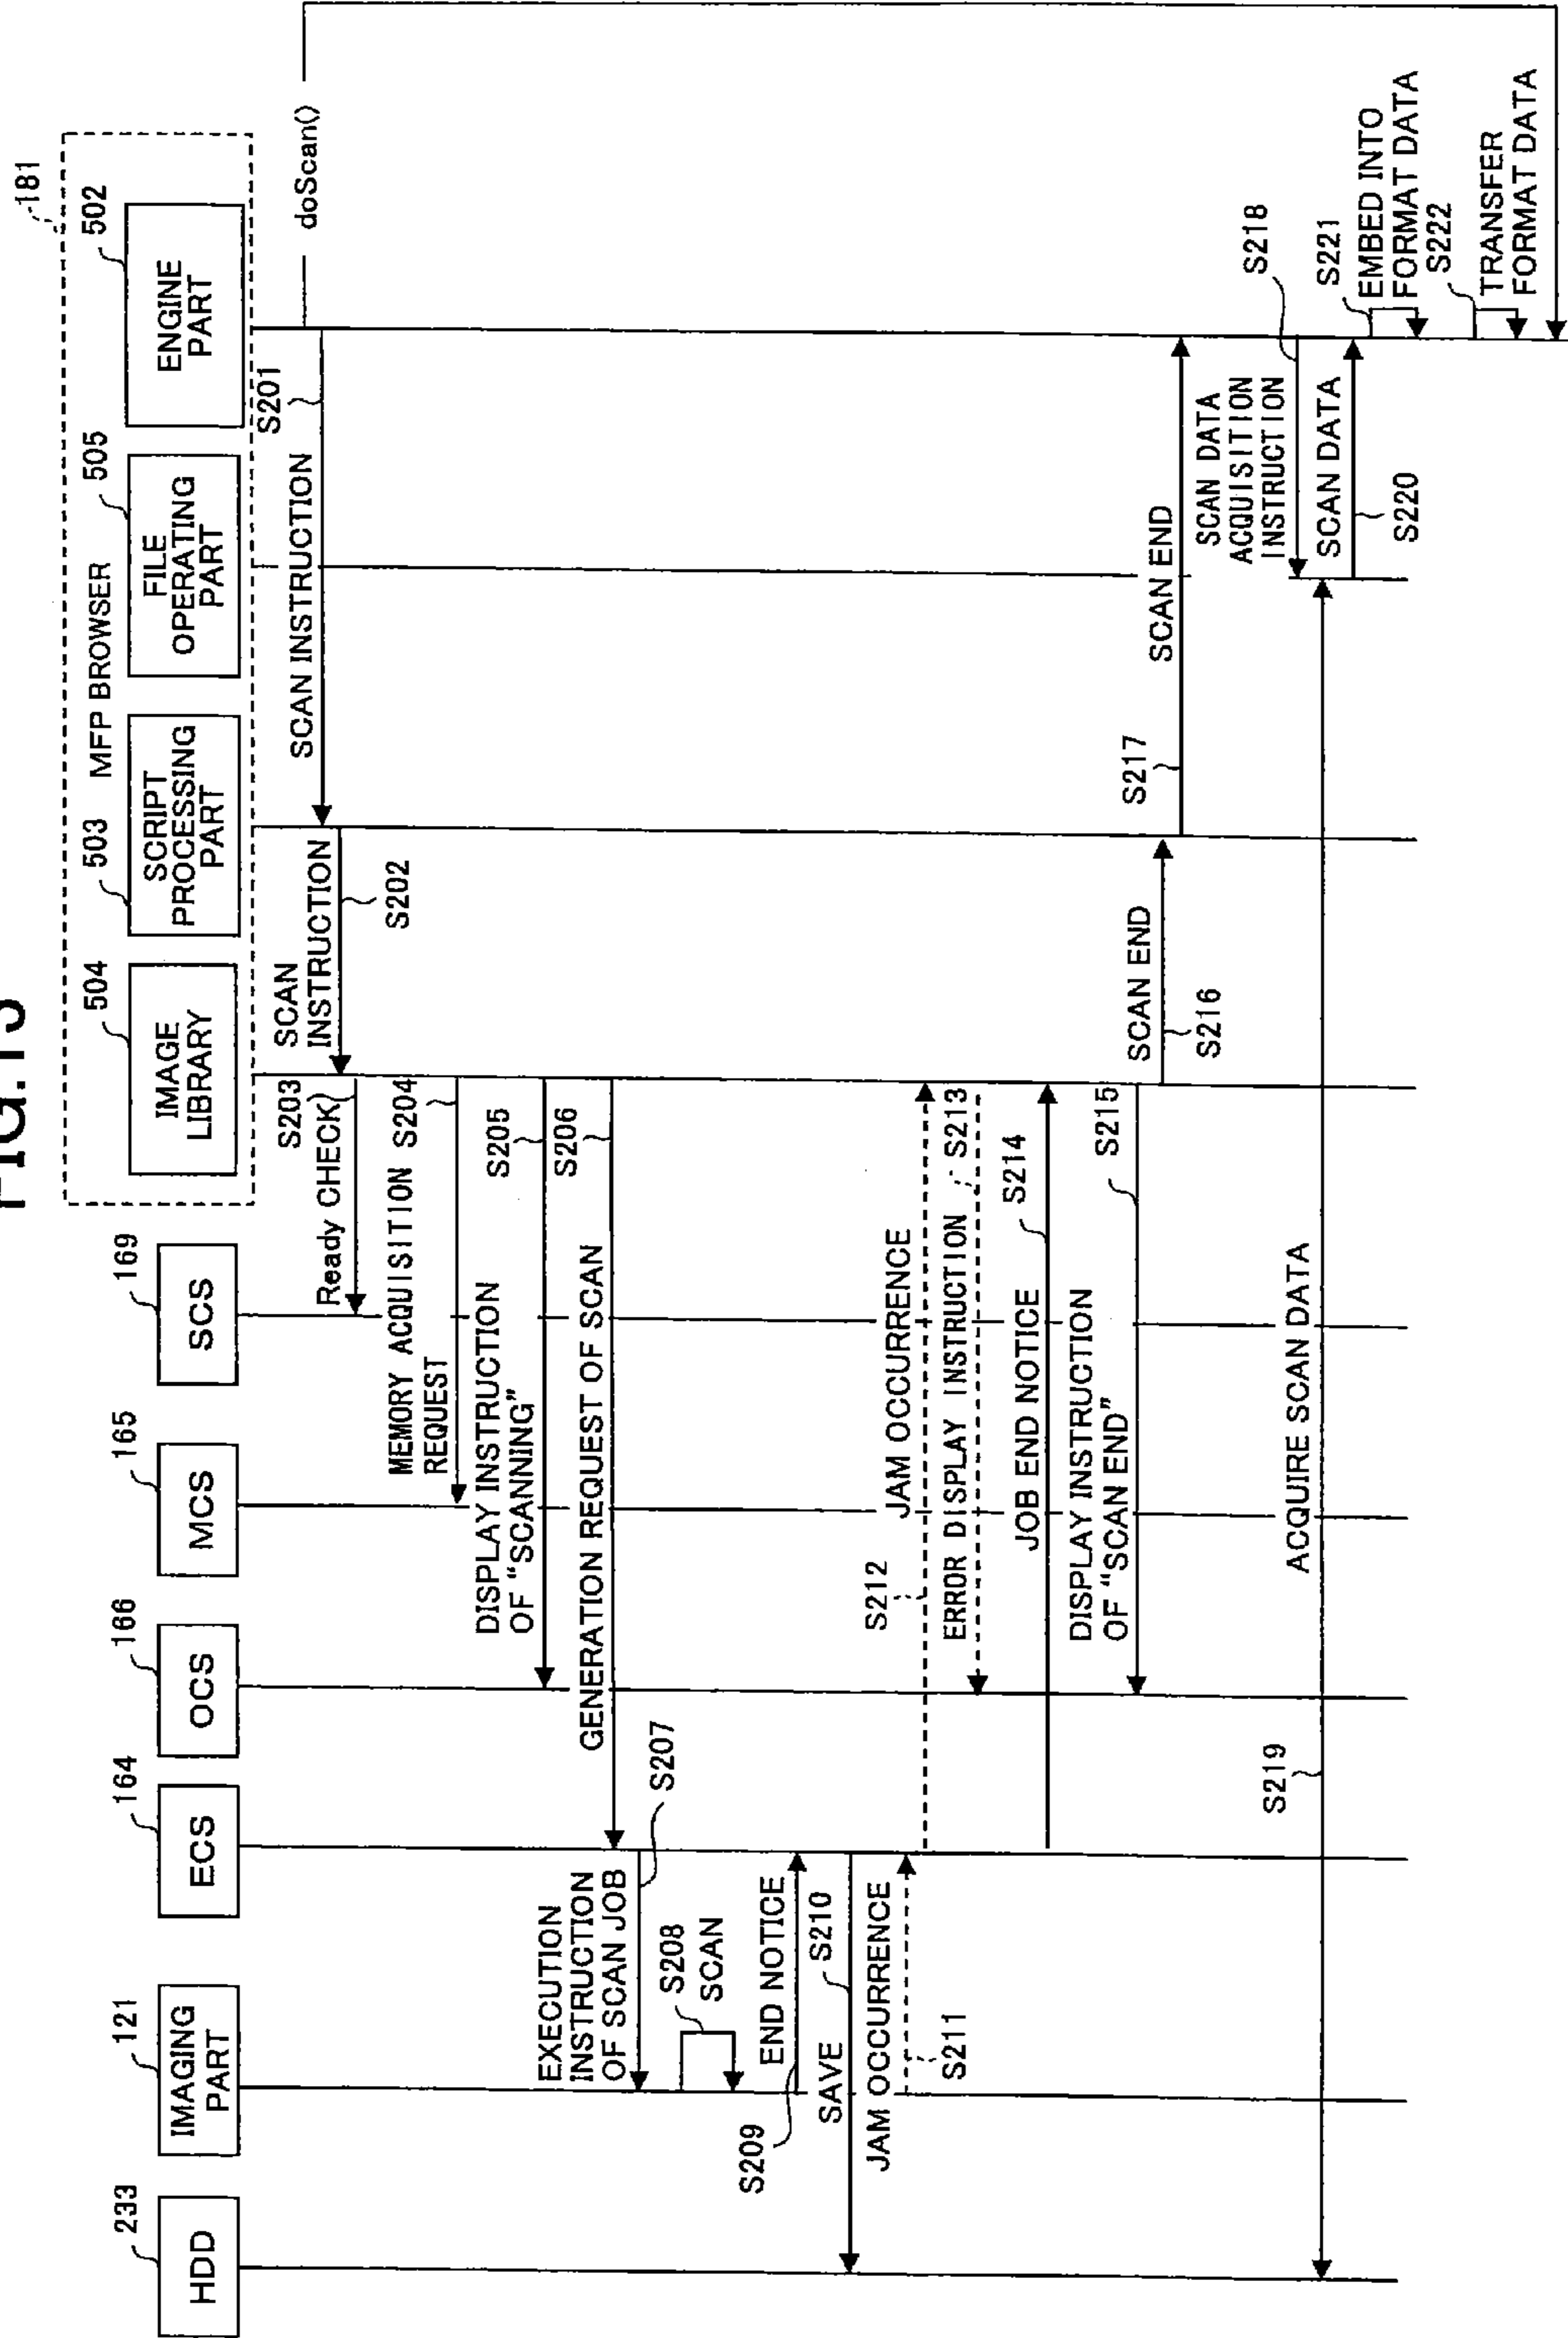 FIG.19
181
233
HDD
121
IMAGING
PART
164
ECS
166
OCS
165
MCS
169
SCS
MFP BROWSER
504
IMAGE
LIBRARY
503
SCRIPT
PROCESSING
PART
505
FILE
OPERATING
PART
502
ENGINE
PART
doScan()
S201
SCAN INSTRUCTION
SCAN
INSTRUCTION
S202
S203
Ready CHECK
MEMORY ACQUISITION
REQUEST
S204
DISPLAY INSTRUCTION
OF "SCANNING"
S205
GENERATION REQUEST OF SCAN
S206
EXECUTION
INSTRUCTION
OF SCAN JOB
S207
S208
SCAN
END NOTICE
S209
SAVE
S210
JAM OCCURRENCE
S211
JAM OCCURRENCE
S212
ERROR DISPLAY INSTRUCTION
S213
JOB END NOTICE
S214
DISPLAY INSTRUCTION
OF "SCAN END"
S215
SCAN END
S216
SCAN END
S217
SCAN DATA
ACQUISITION
INSTRUCTION
S218
ACQUIRE SCAN DATA
S219
SCAN DATA
S220
S221
EMBED INTO
FORMAT DATA
S222
TRANSFER
FORMAT DATA